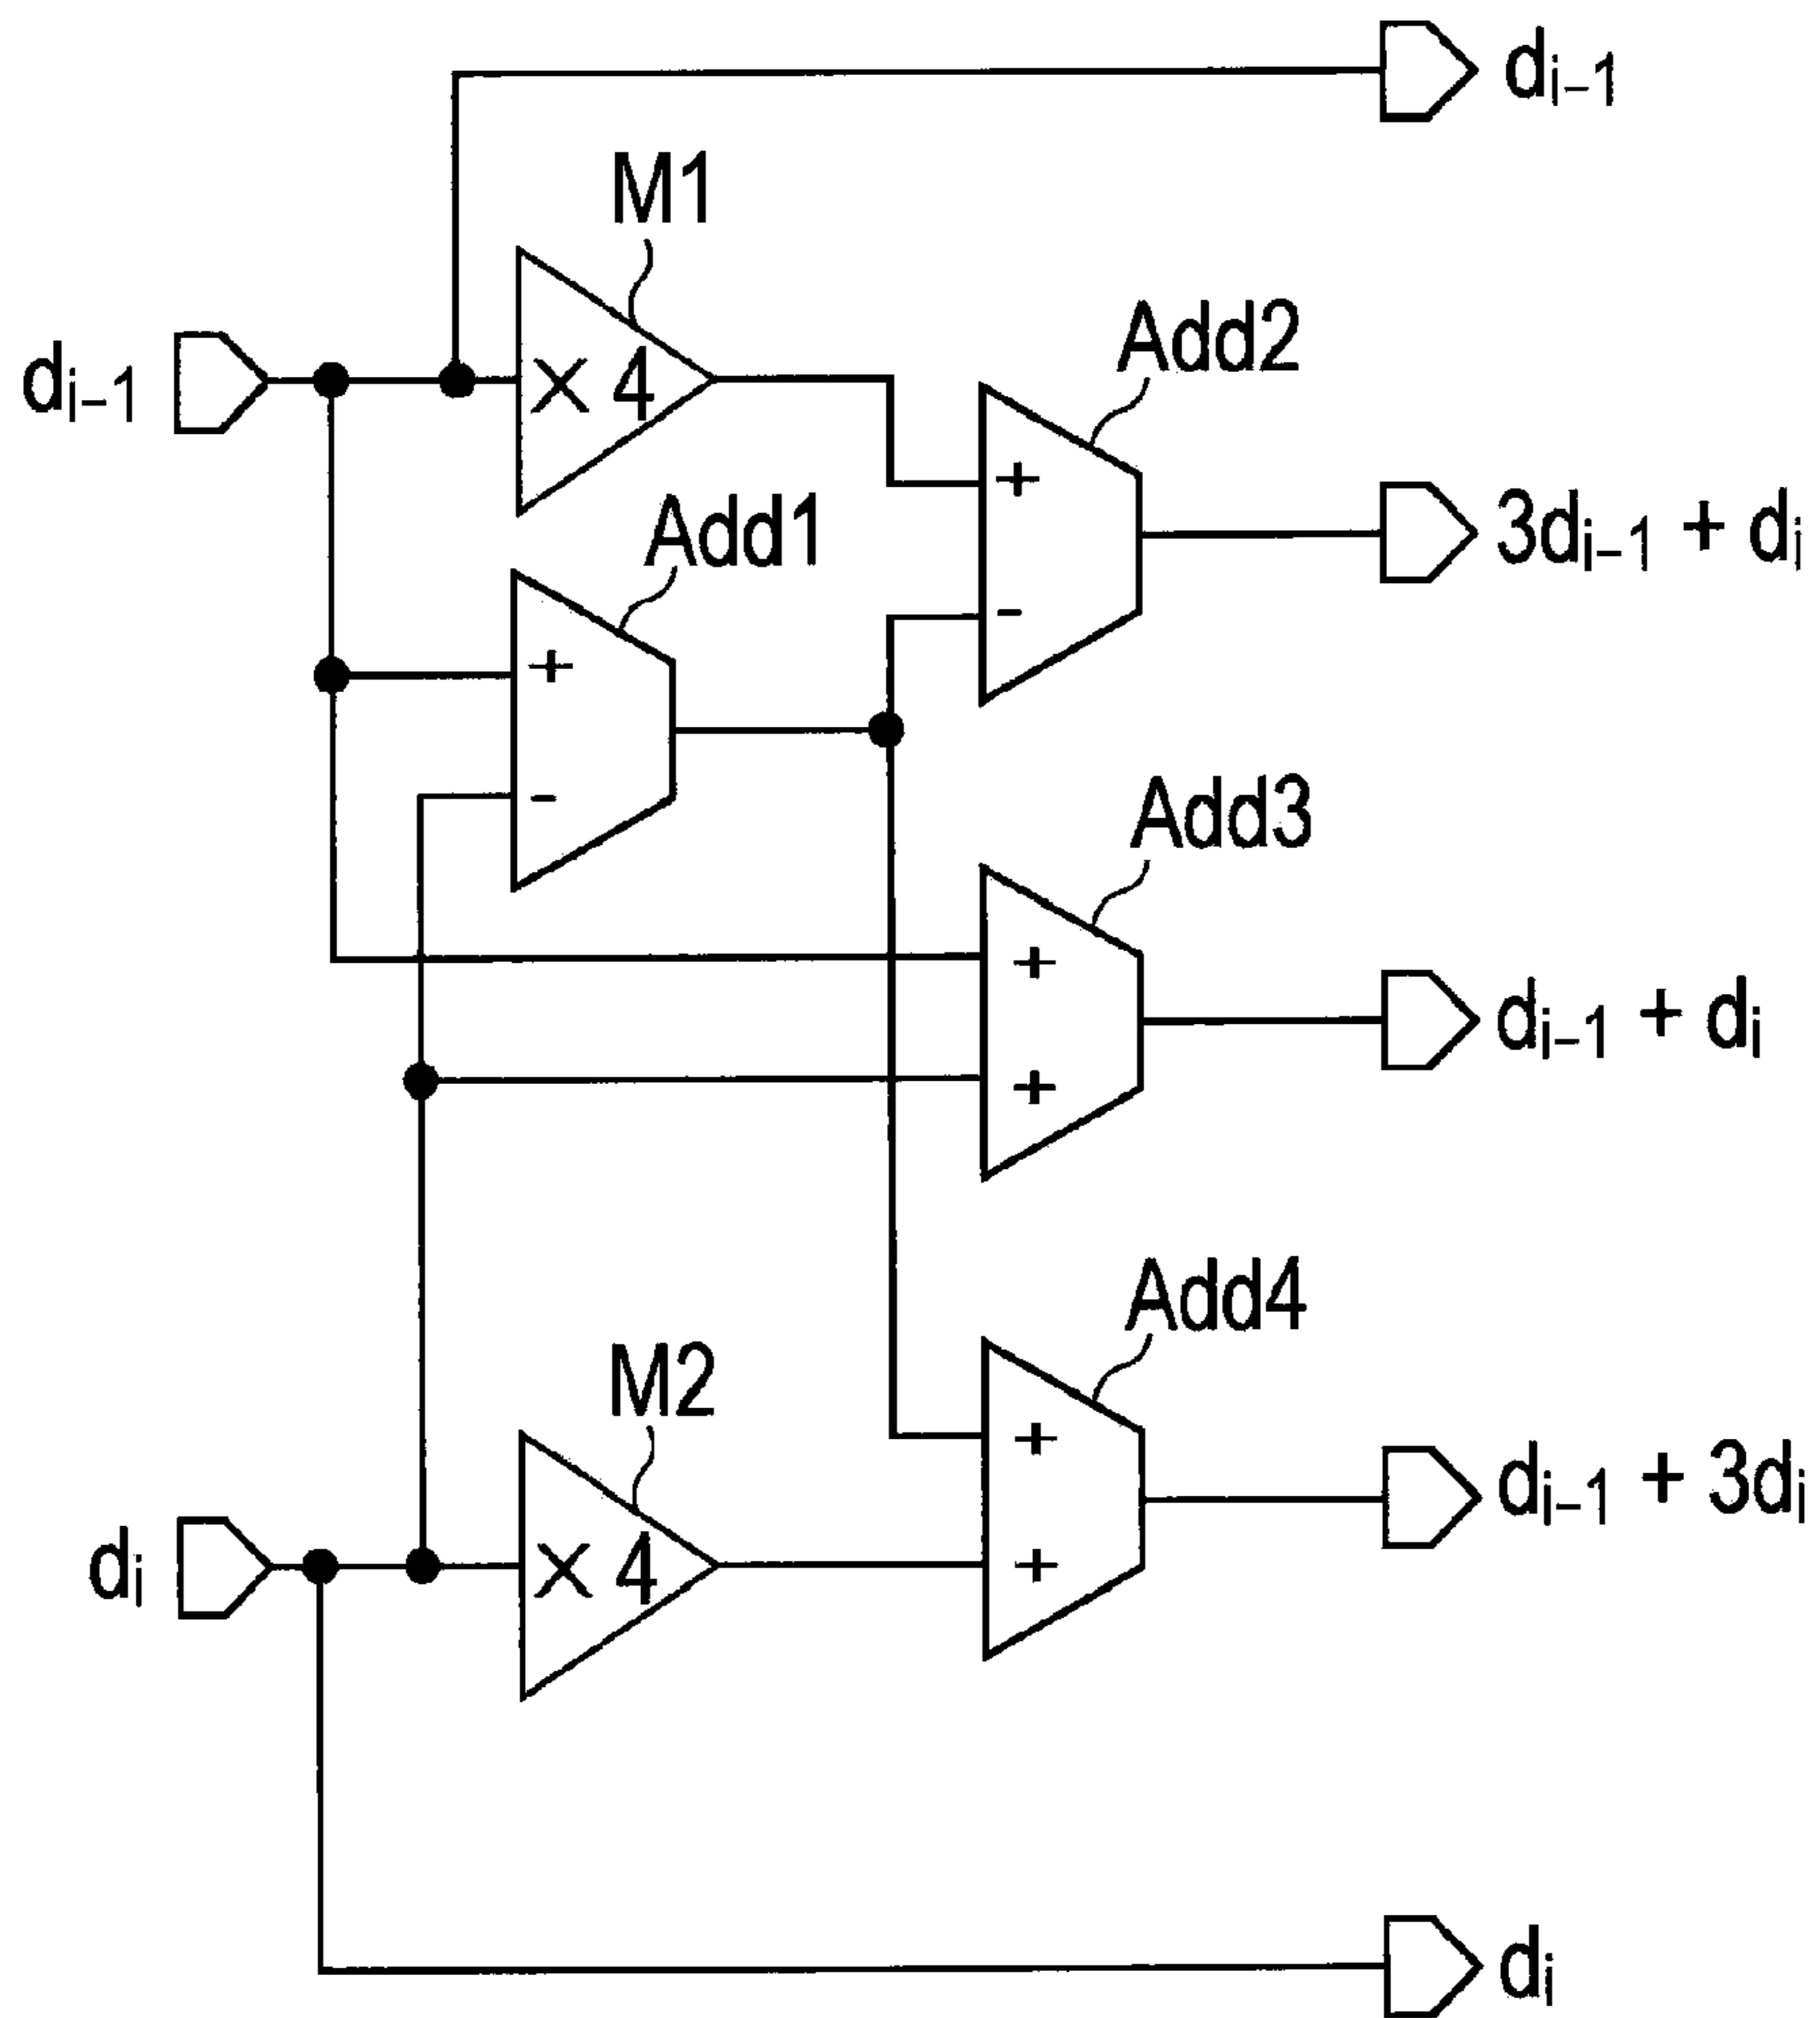 dᵢ₋₁
M1
× 4
dᵢ₋₁
Add2
+
-
3dᵢ₋₁ + dᵢ
Add1
+
-
Add3
+
+
dᵢ₋₁ + dᵢ
Add4
+
+
dᵢ₋₁ + 3dᵢ
M2
× 4
dᵢ
dᵢ